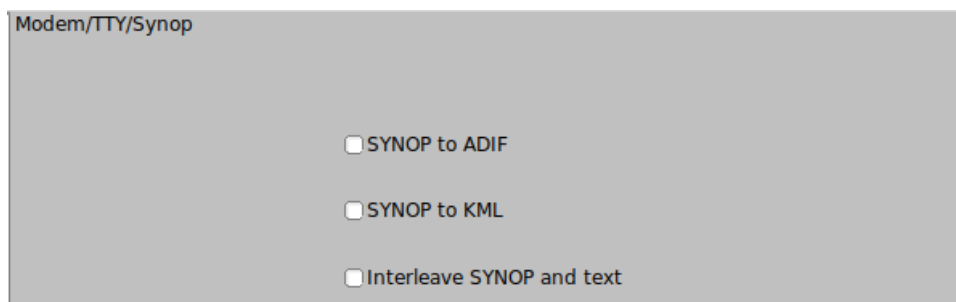 Modem/TTY/Synop
SYNOP to ADIF
SYNOP to KML
Interleave SYNOP and text